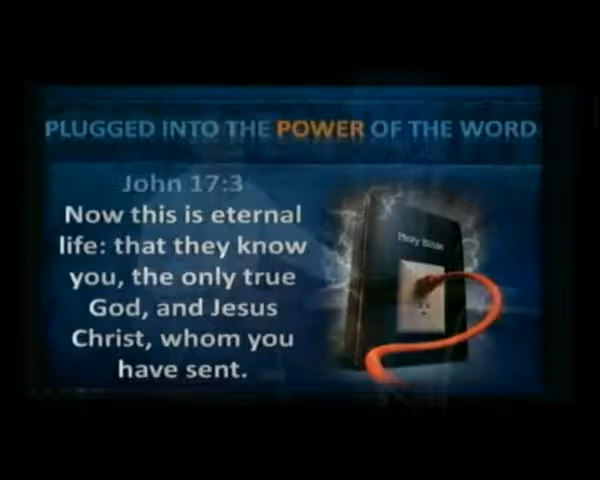 PLUGGED INTO THE POWER OF THE WORD
John 17:3
Now this is eternal
life: that they know
you, the only true
God, and Jesus
Christ, whom you
have sent.
Holy Bible